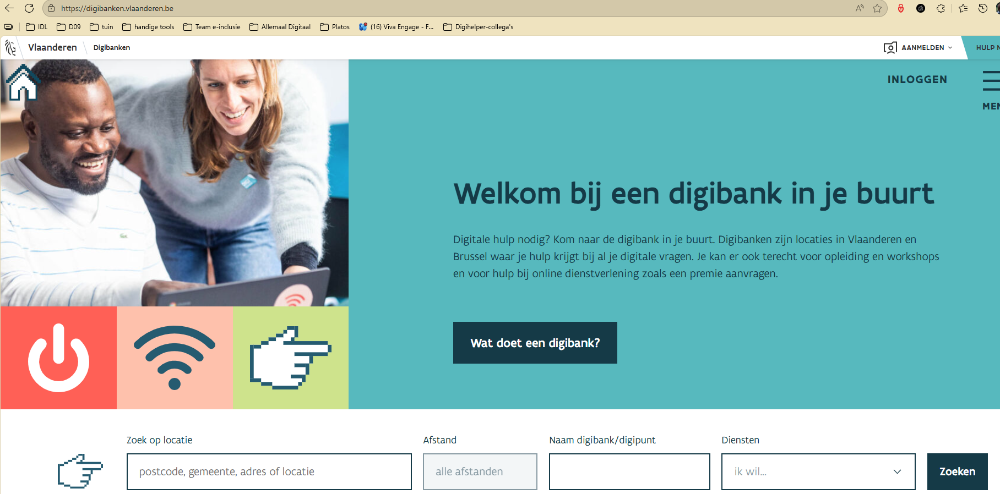 https://digibanken.vlaanderen.be
IDL D09 tuin handige tools Team e-inclusie Allemaal Digitaal Platos (16) Viva Engage - F... Digihelper-collega's
Vlaanderen Digibanken AANMELDEN HULP
INLOGGEN
Welkom bij een digibank in je buurt
Digitale hulp nodig? Kom naar de digibank in je buurt. Digibanken zijn locaties in Vlaanderen en
Brussel waar je hulp krijgt bij al je digitale vragen. Je kan er ook terecht voor opleiding en workshops
en voor hulp bij online dienstverlening zoals een premie aanvragen.
Wat doet een digibank?
Zoek op locatie Afstand Naam digibank/digipunt Diensten
postcode, gemeente, adres of locatie alle afstanden ik wil... Zoeken